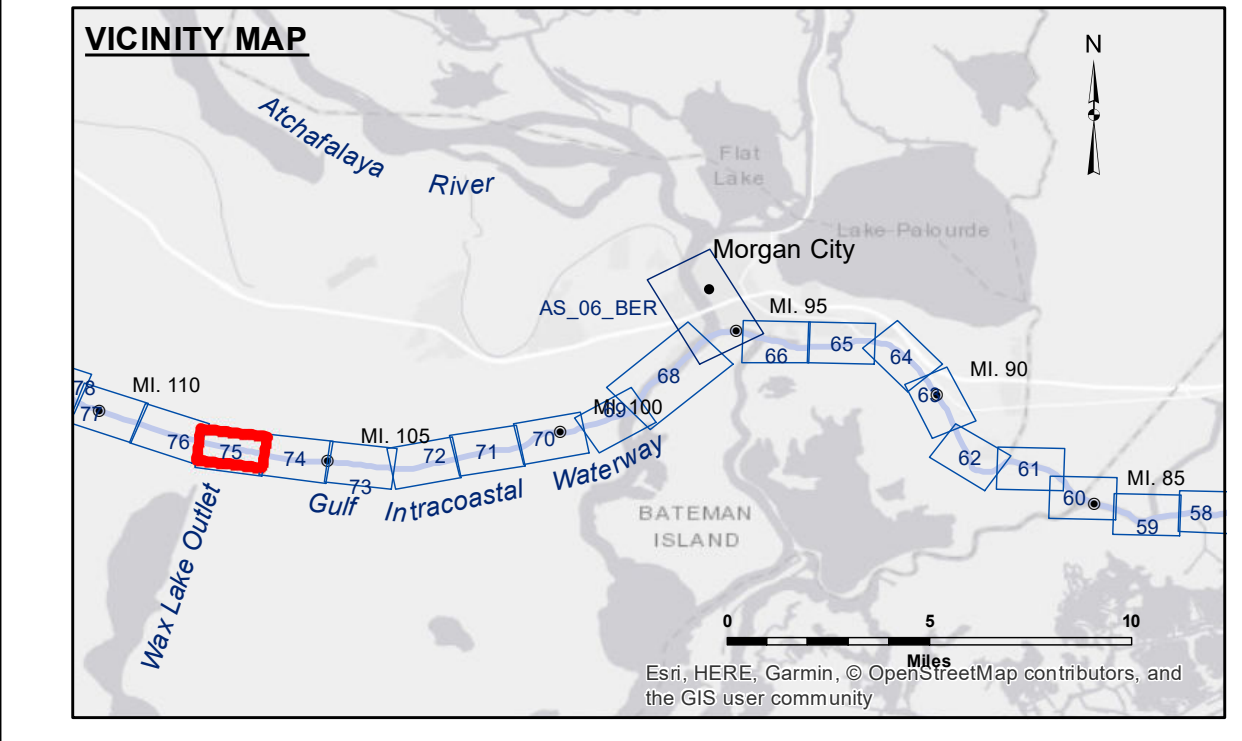 VICINITY MAP
N
Atchafalaya
River
Flat
Lake
Lake Palourde
Morgan City
AS_06_BER
MI. 95
66
65
64
MI. 90
63
68
MI. 110
78
77
69
MI. 100
MI. 105
76
75
74
73
72
71
70
62
61
60
MI. 85
59
58
Gulf
Intracoastal
Waterway
Wax Lake Outlet
BATEMAN
ISLAND
0 5 10
Miles
Esri, HERE, Garmin, © OpenStreetMap contributors, and
the GIS user community